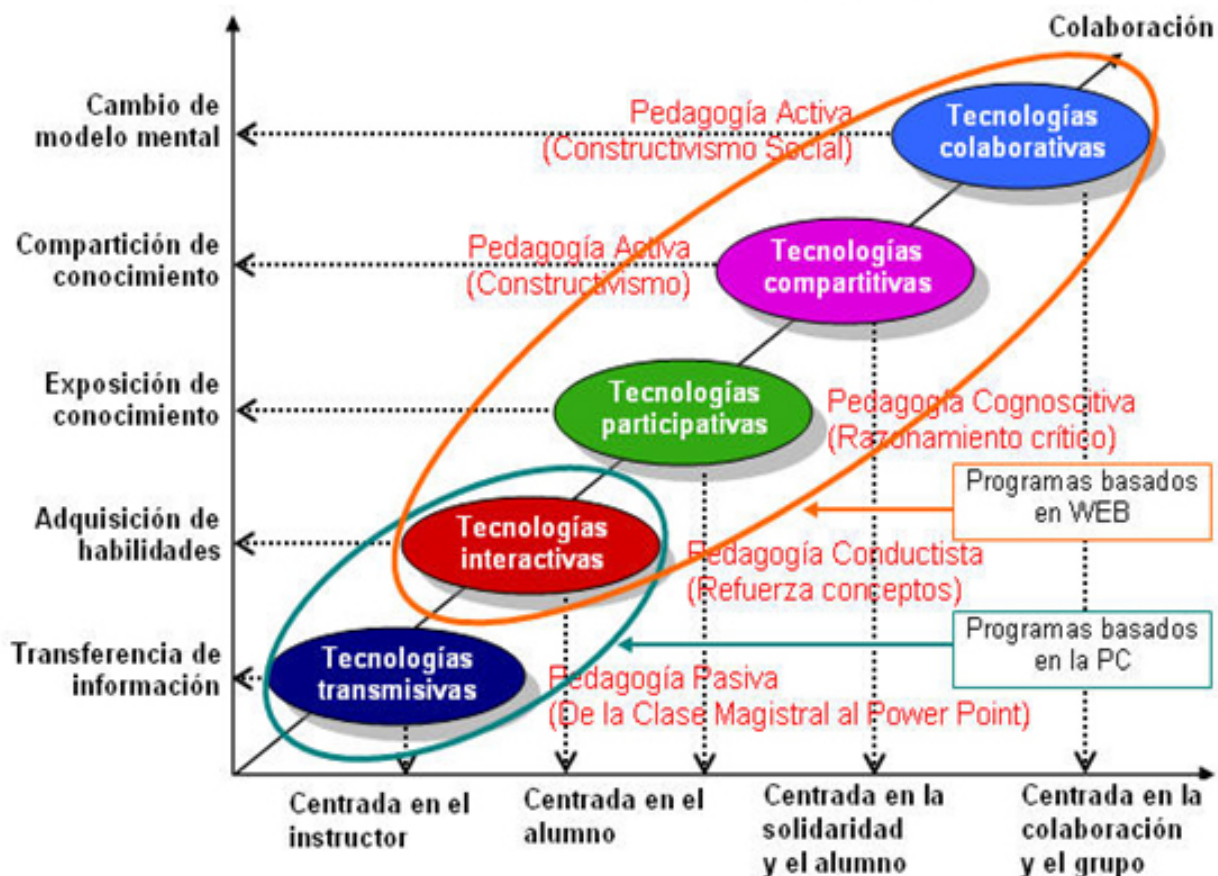 Colaboración
Cambio de
modelo mental
Pedagogía Activa
(Constructivismo Social)
Tecnologías
colaborativas
Compartición de
conocimiento
Pedagogía Activa
(Constructivismo)
Tecnologías
compartitivas
Exposición de
conocimiento
Tecnologías
participativas
Pedagogía Cognoscitiva
(Razonamiento crítico)
Programas basados
en WEB
Adquisición de
habilidades
Tecnologías
interactivas
Pedagogía Conductista
(Refuerza conceptos)
Programas basados
en la PC
Transferencia de
información
Tecnologías
transmisivas
Pedagogía Pasiva
(De la Clase Magistral al Power Point)
Centrada en el
instructor
Centrada en el
alumno
Centrada en la
solidaridad
y el alumno
Centrada en la
colaboración
y el grupo